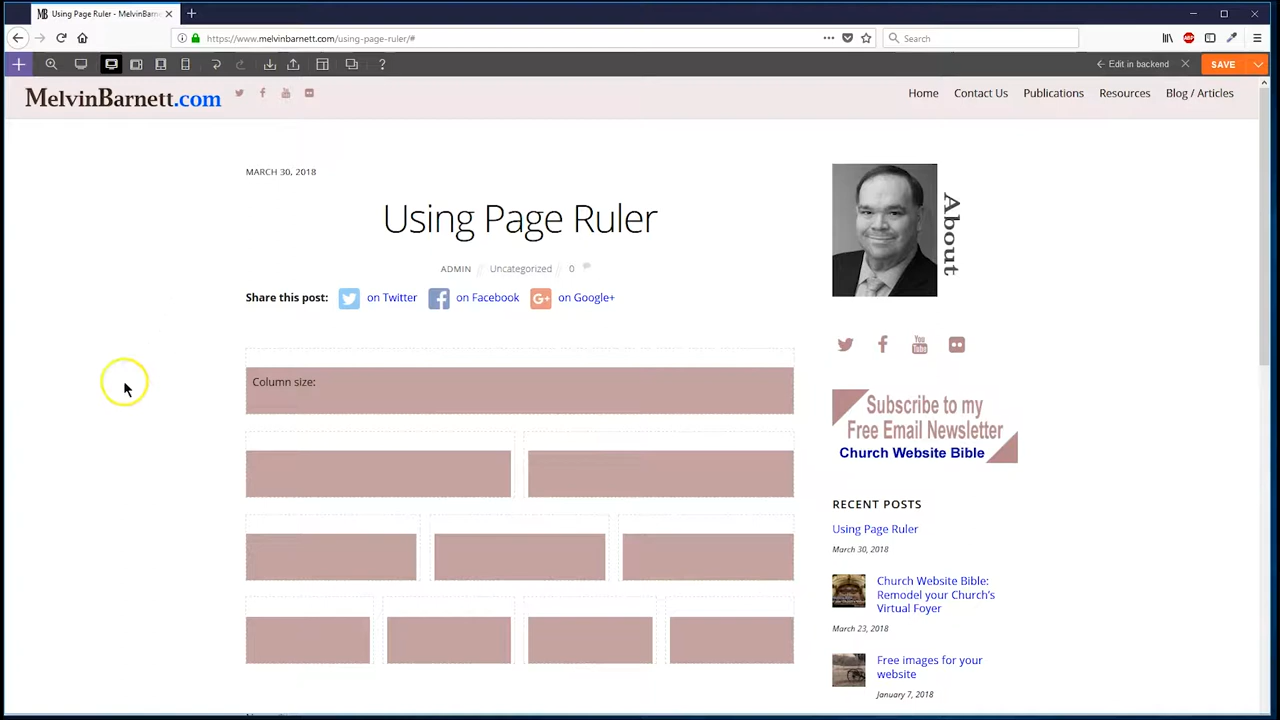 Using Page Ruler - MelvinBarne
https://www.melvinbarnett.com/using-page-ruler/#
Search
Edit in backend
SAVE
MelvinBarnett.com
Home
Contact Us
Publications
Resources
Blog / Articles
MARCH 30, 2018
Using Page Ruler
ADMIN // Uncategorized // 0
Share this post: on Twitter on Facebook on Google+
Column size:
About
Subscribe to my
Free Email Newsletter
Church Website Bible
RECENT POSTS
Using Page Ruler
March 30, 2018
Church Website Bible:
Remodel your Church's
Virtual Foyer
March 23, 2018
Free images for your
website
January 7, 2018